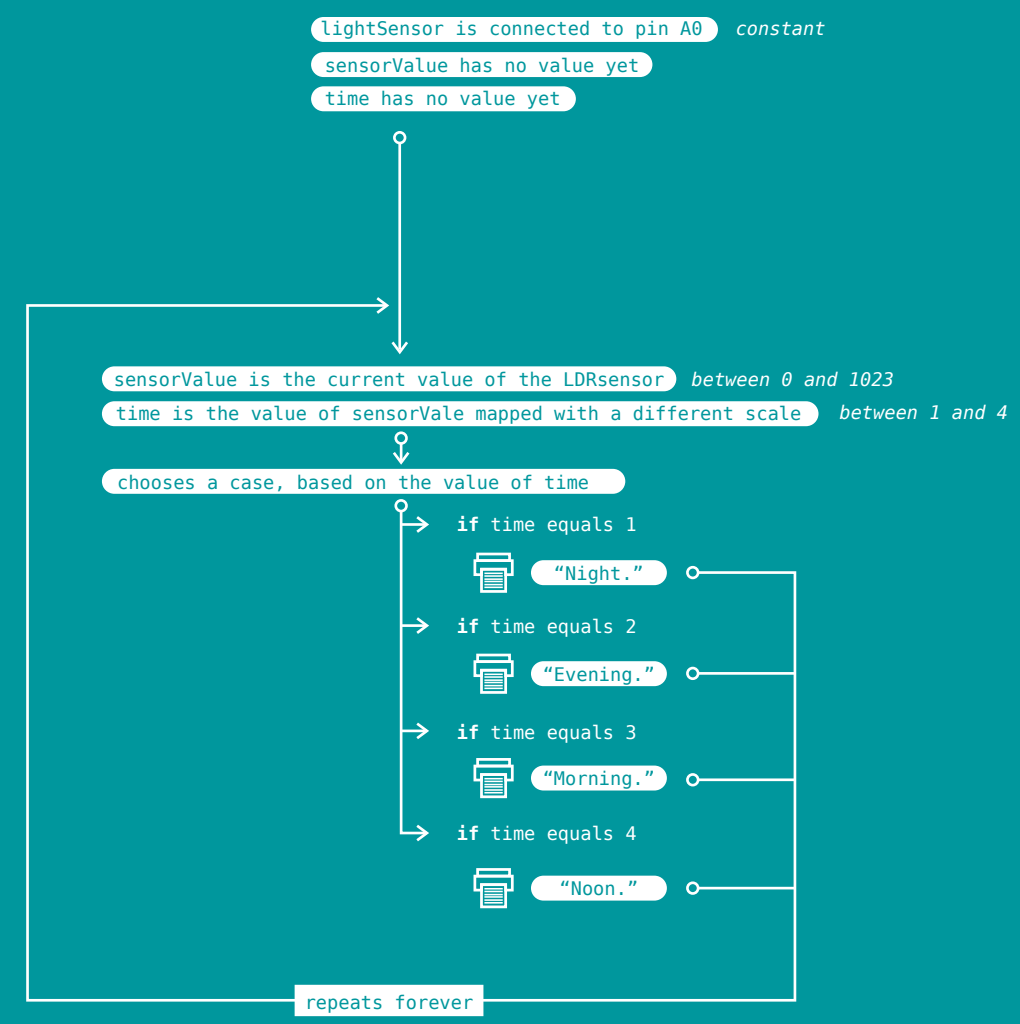 lightSensor is connected to pin A0 constant
sensorValue has no value yet
time has no value yet
sensorValue is the current value of the LDRsensor between 0 and 1023
time is the value of sensorVale mapped with a different scale between 1 and 4
chooses a case, based on the value of time
if time equals 1
“Night.”
if time equals 2
“Evening.”
if time equals 3
“Morning.”
if time equals 4
“Noon.”
repeats forever